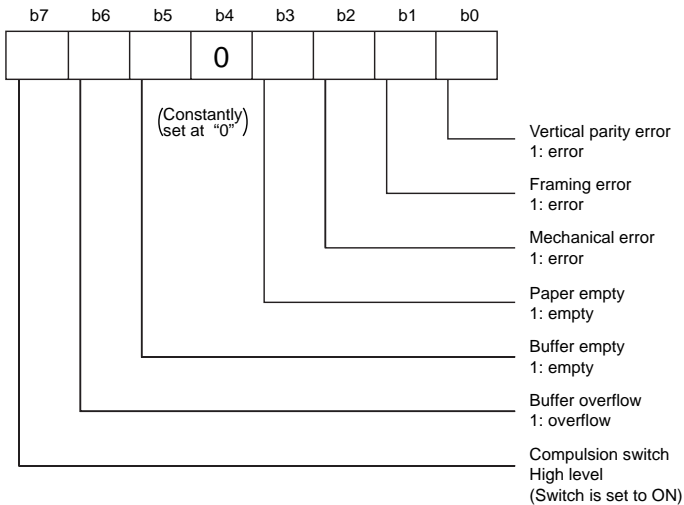 b7 b6 b5 b4 b3 b2 b1 b0
0
(Constantly
set at “0”)
Vertical parity error
1: error
Framing error
1: error
Mechanical error
1: error
Paper empty
1: empty
Buffer empty
1: empty
Buffer overflow
1: overflow
Compulsion switch
High level
(Switch is set to ON)